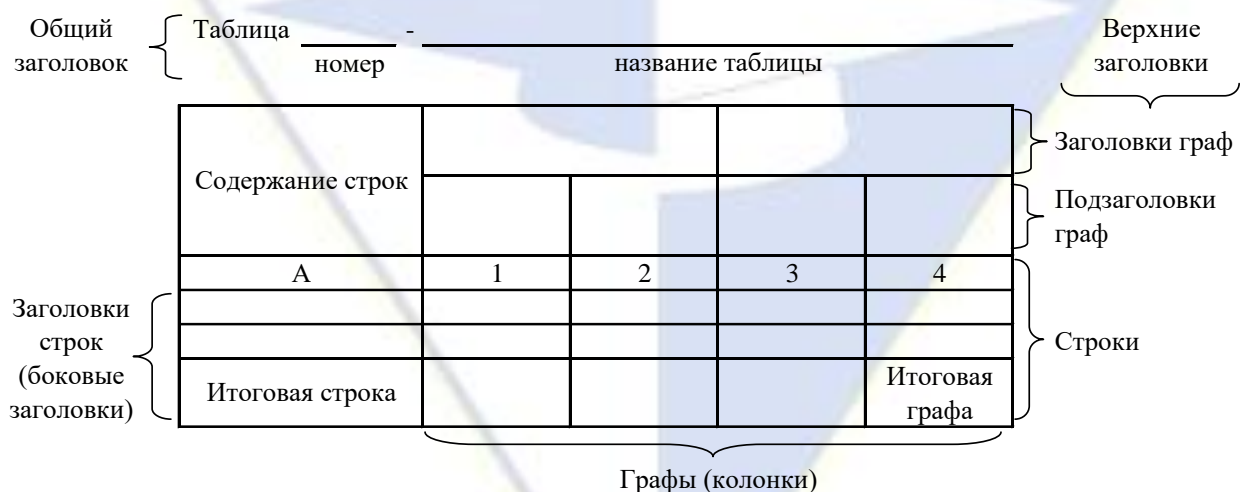 Общий
заголовок
Таблица -
номер
название таблицы
Верхние
заголовки
Содержание строк
Заголовки граф
Подзаголовки
граф
А 1 2 3 4
Заголовки
строк
(боковые
заголовки)
Строки
Итоговая строка
Итоговая
графа
Графы (колонки)